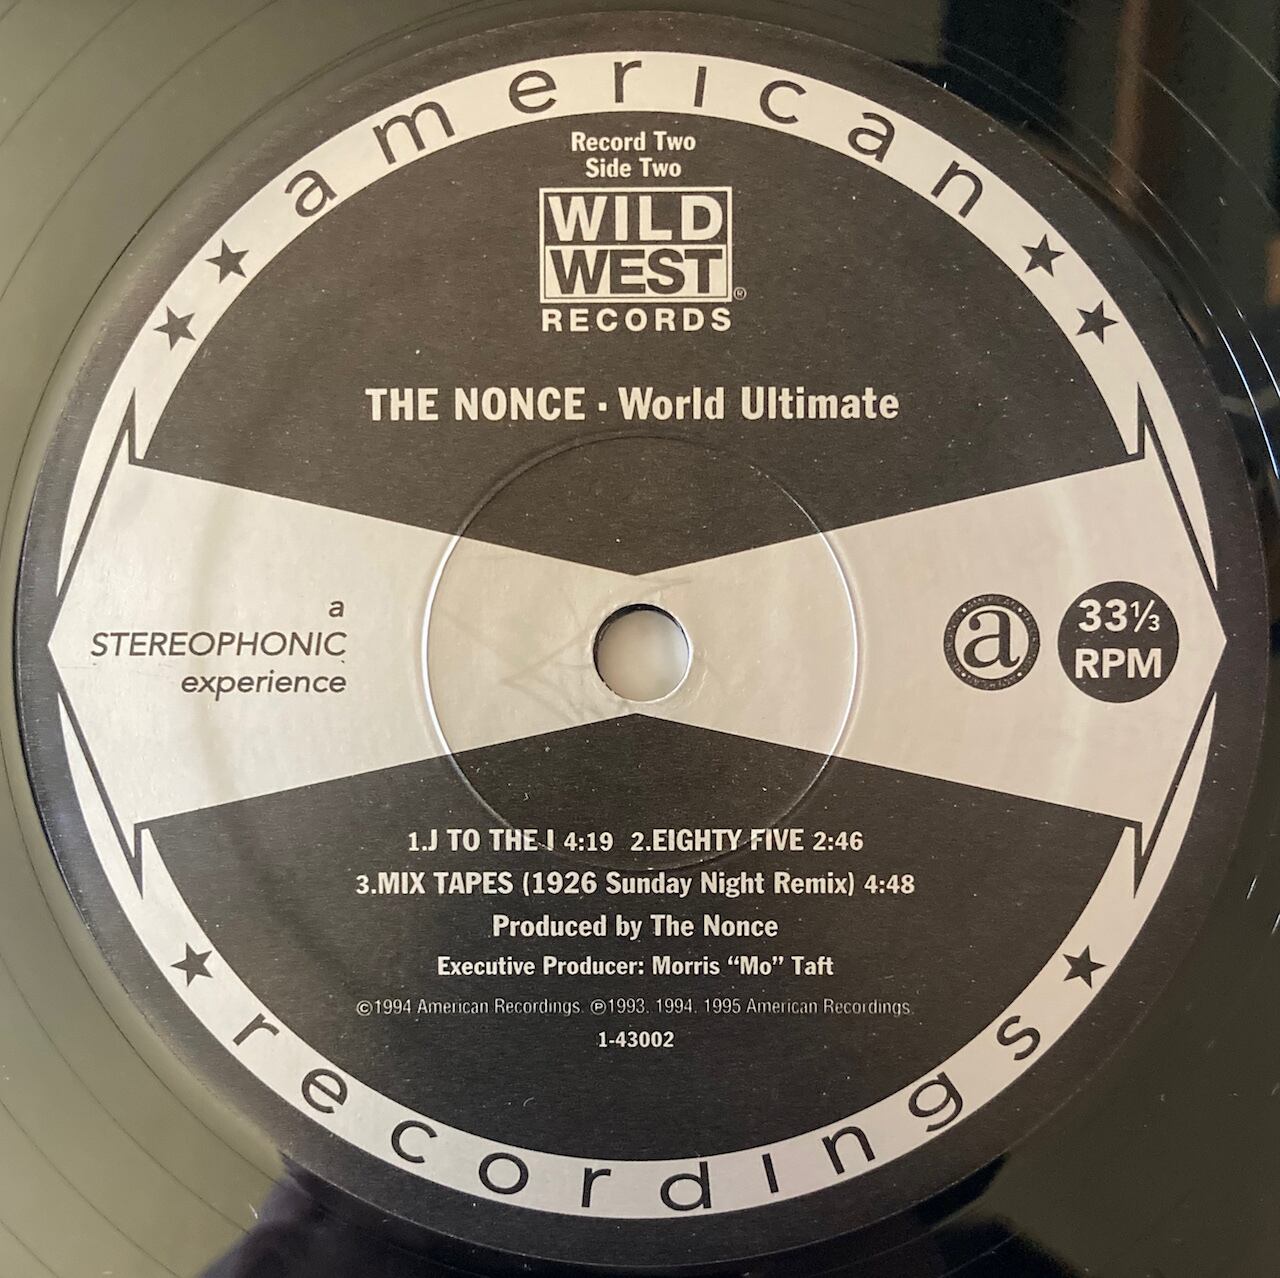 american
Record Two
Side Two
WILD
WEST®
RECORDS
THE NONCE · World Ultimate
a
STEREOPHONIC
experience
a
33⅓
RPM
1.J TO THE I 4:19 2.EIGHTY FIVE 2:46
3.MIX TAPES (1926 Sunday Night Remix) 4:48
Produced by The Nonce
Executive Producer: Morris “Mo” Taft
©1994 American Recordings. ℗1993, 1994, 1995 American Recordings.
1-43002
recordings